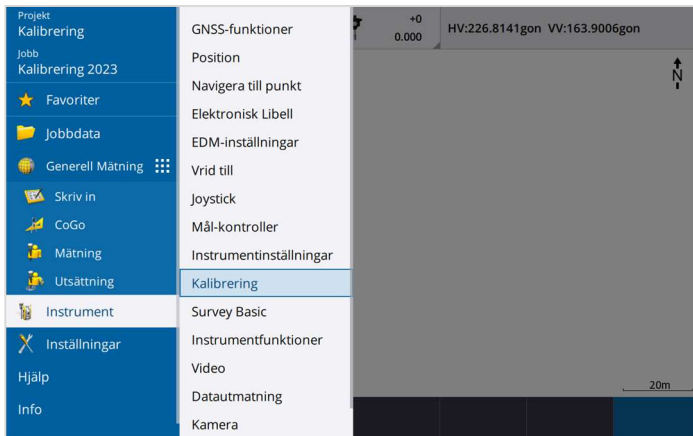 Projekt
Kalibrering
Jobb
Kalibrering 2023
Favoriter
Jobbdata
Generell Mätning
Skriv in
CoGo
Mätning
Utsättning
Instrument
Inställningar
Hjälp
Info
GNSS-funktioner
Position
Navigera till punkt
Elektronisk Libell
EDM-inställningar
Vrid till
Joystick
Mål-kontroller
Instrumentinställningar
Kalibrering
Survey Basic
Instrumentfunktioner
Video
Datautmatning
Kamera
+0
0.000
HV:226.8141gon VV:163.9006gon
N
20m